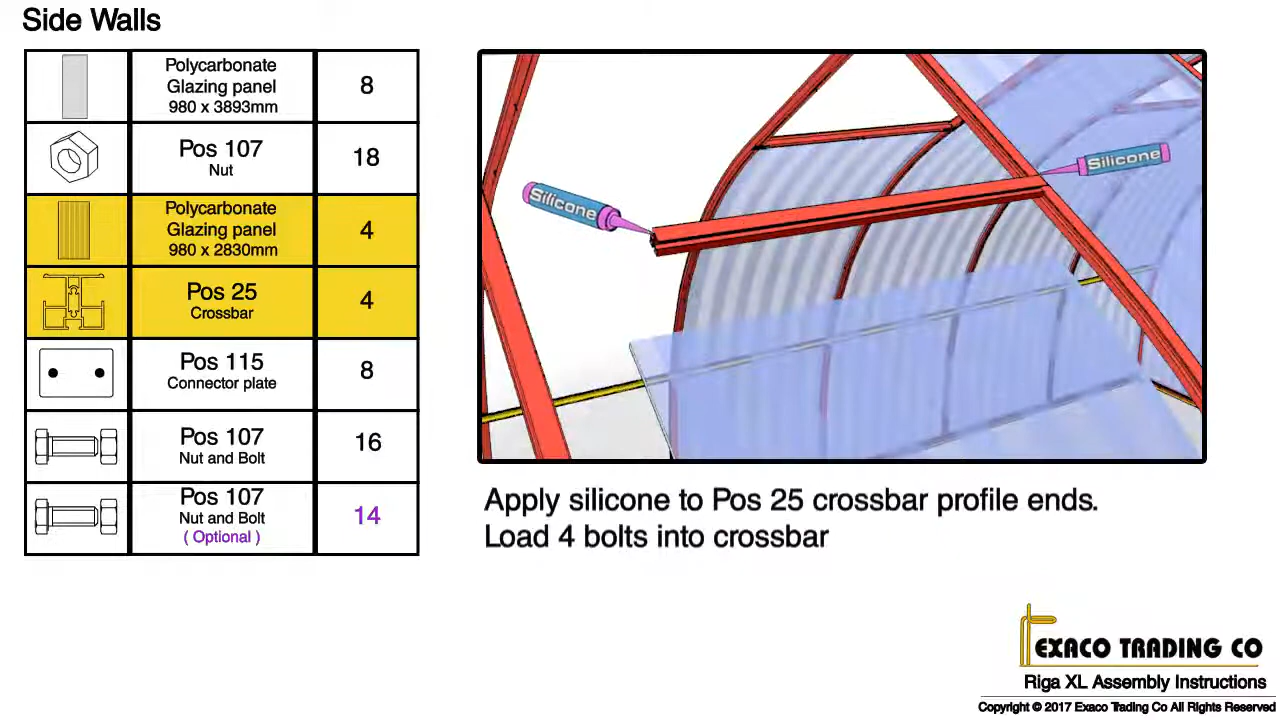 Side Walls
Polycarbonate
Glazing panel
980 x 3893mm
8
Pos 107
Nut
18
Polycarbonate
Glazing panel
980 x 2830mm
4
Pos 25
Crossbar
4
Pos 115
Connector plate
8
Pos 107
Nut and Bolt
16
Pos 107
Nut and Bolt
( Optional )
14
Silicone
Silicone
Apply silicone to Pos 25 crossbar profile ends.
Load 4 bolts into crossbar
EXACO TRADING CO
Riga XL Assembly Instructions
Copyright © 2017 Exaco Trading Co All Rights Reserved